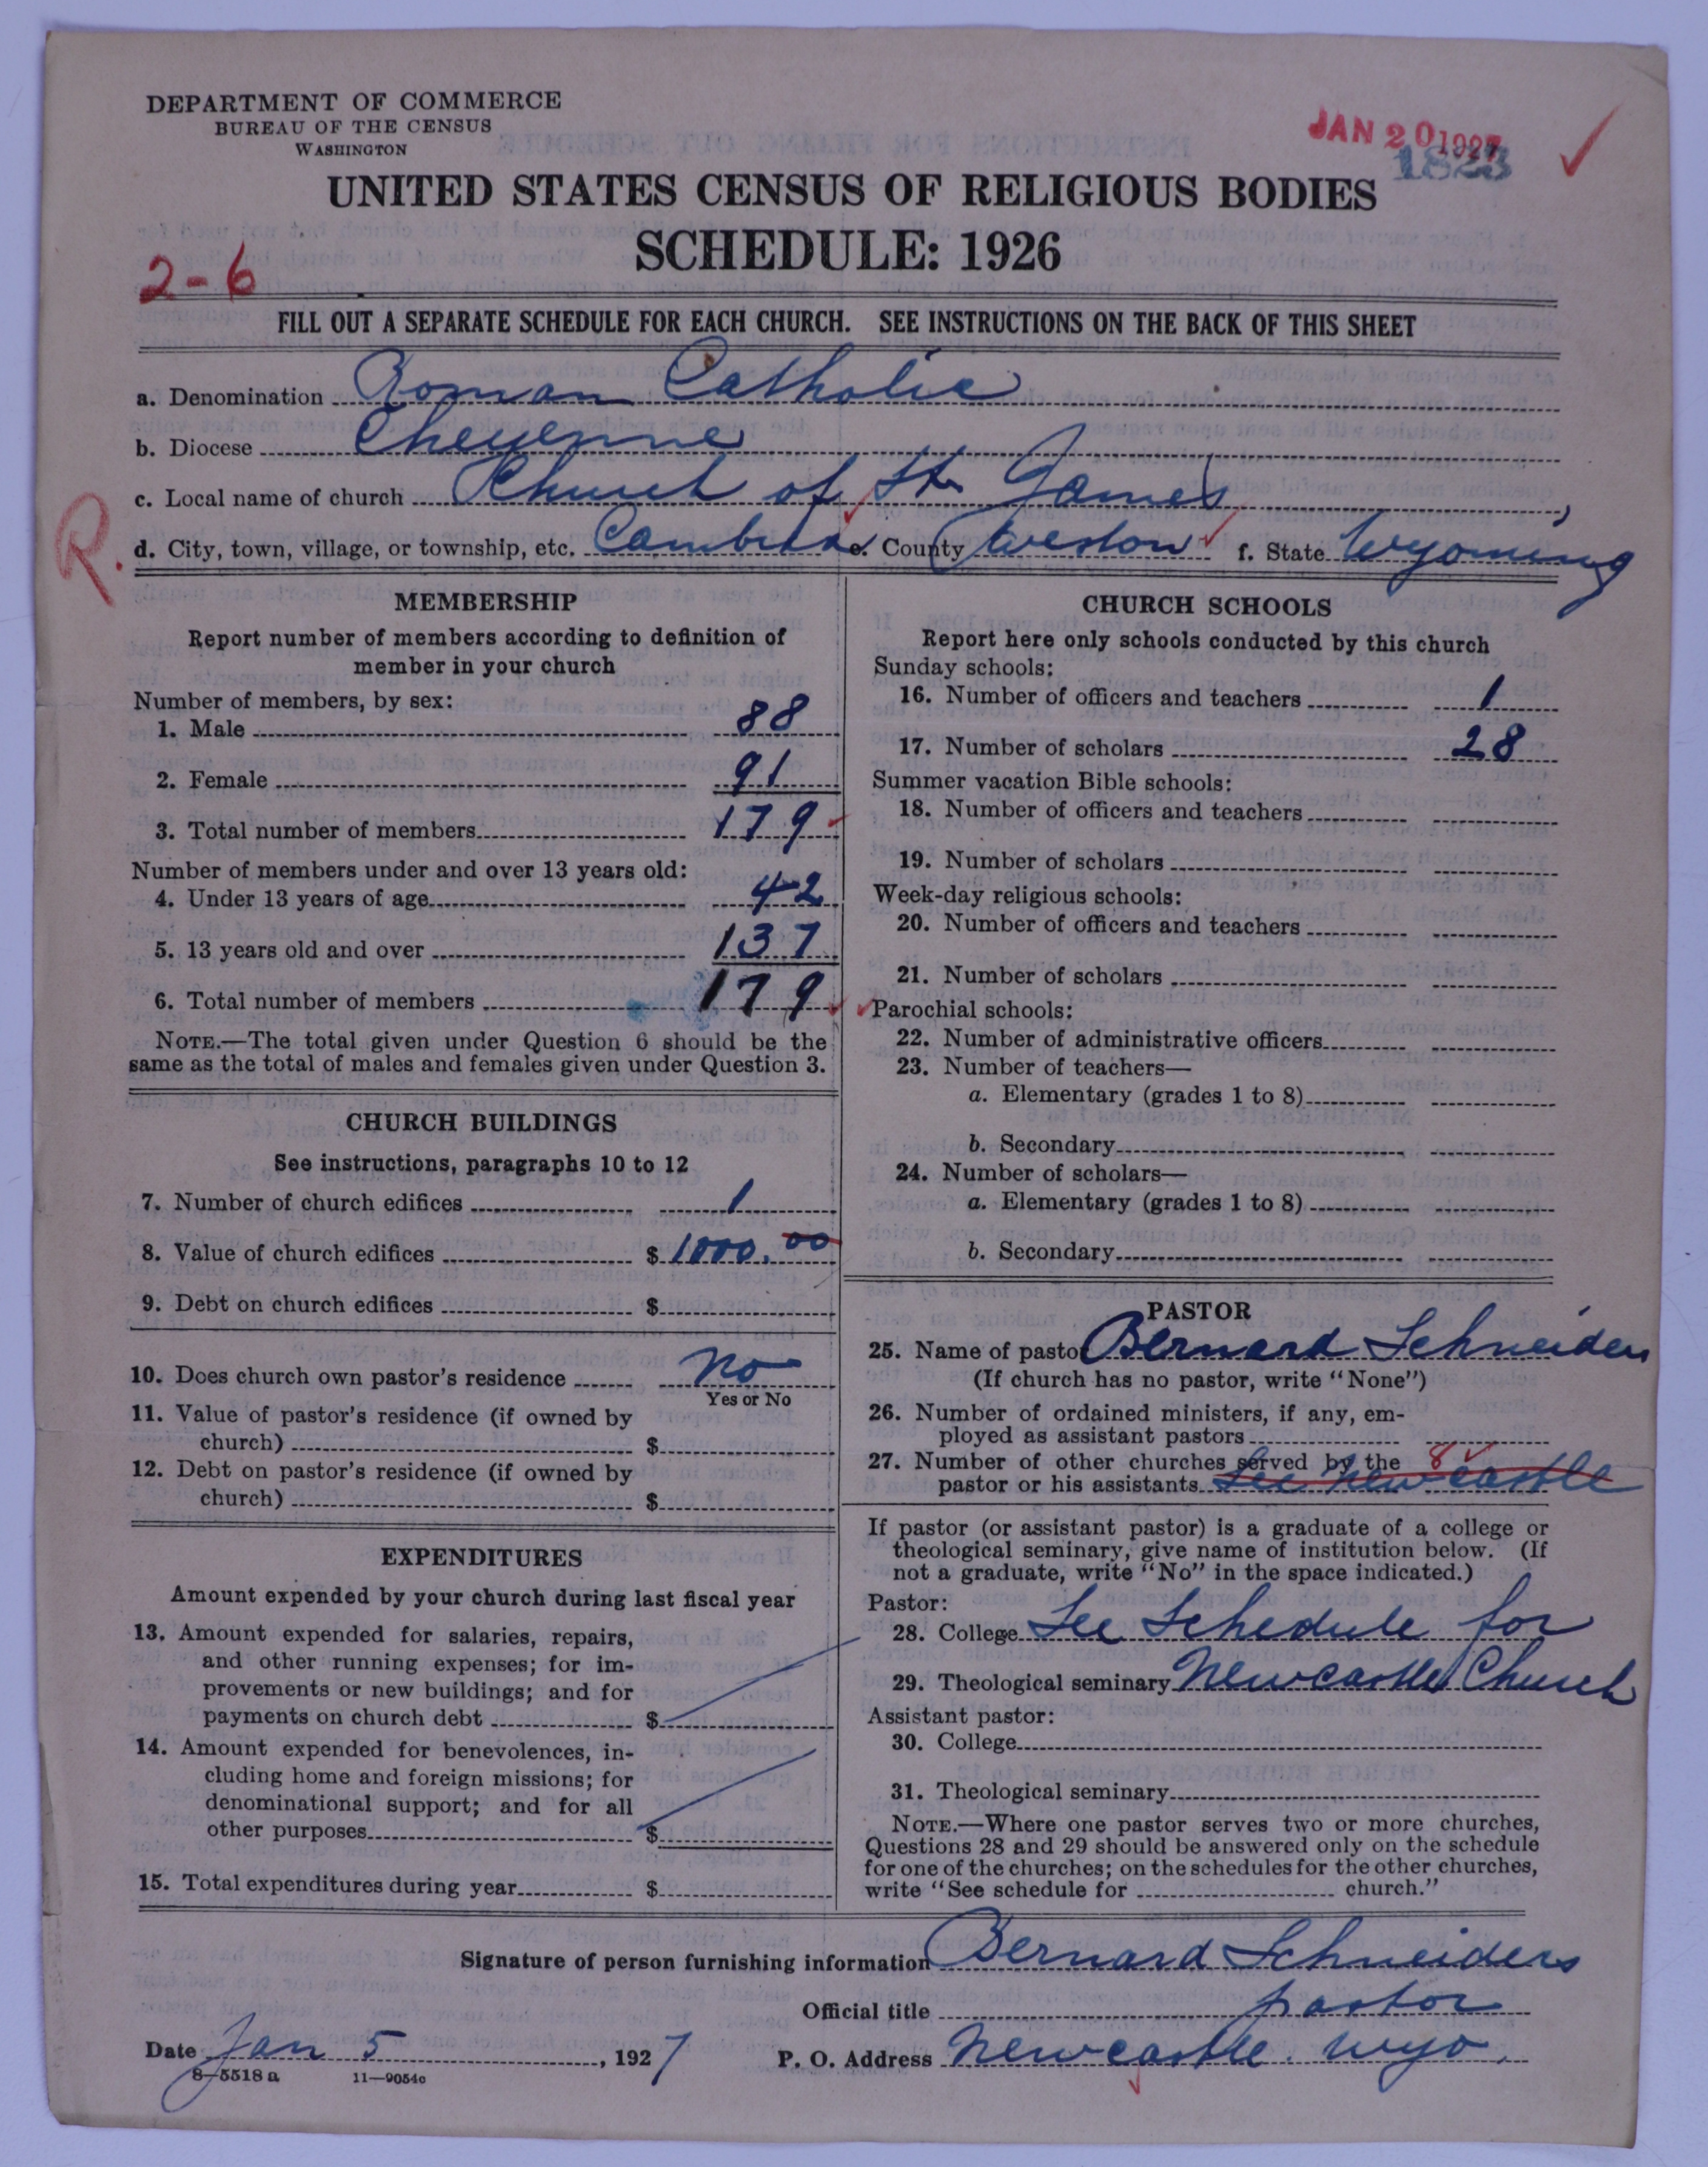 DEPARTMENT OF COMMERCE
BUREAU OF THE CENSUS
WASHINGTON
JAN 20 1927
1823
UNITED STATES CENSUS OF RELIGIOUS BODIES
SCHEDULE: 1926
2-6
FILL OUT A SEPARATE SCHEDULE FOR EACH CHURCH. SEE INSTRUCTIONS ON THE BACK OF THIS SHEET
a. Denomination Roman Catholic
b. Diocese Cheyenne
c. Local name of church Church of St. James
R.
d. City, town, village, or township, etc. Cambria e. County Weston f. State Wyoming
MEMBERSHIP
Report number of members according to definition of
member in your church
Number of members, by sex:
1. Male 88
2. Female 91
3. Total number of members 179
Number of members under and over 13 years old:
4. Under 13 years of age 42
5. 13 years old and over 137
6. Total number of members 179
NOTE.—The total given under Question 6 should be the
same as the total of males and females given under Question 3.
CHURCH BUILDINGS
See instructions, paragraphs 10 to 12
7. Number of church edifices 1
8. Value of church edifices $ 1000.00
9. Debt on church edifices $
10. Does church own pastor's residence no
Yes or No
11. Value of pastor's residence (if owned by
church) $
12. Debt on pastor's residence (if owned by
church) $
EXPENDITURES
Amount expended by your church during last fiscal year
13. Amount expended for salaries, repairs,
and other running expenses; for im-
provements or new buildings; and for
payments on church debt $
14. Amount expended for benevolences, in-
cluding home and foreign missions; for
denominational support; and for all
other purposes $
15. Total expenditures during year $
CHURCH SCHOOLS
Report here only schools conducted by this church
Sunday schools:
16. Number of officers and teachers 1
17. Number of scholars 28
Summer vacation Bible schools:
18. Number of officers and teachers
19. Number of scholars
Week-day religious schools:
20. Number of officers and teachers
21. Number of scholars
Parochial schools:
22. Number of administrative officers
23. Number of teachers—
a. Elementary (grades 1 to 8)
b. Secondary
24. Number of scholars—
a. Elementary (grades 1 to 8)
b. Secondary
PASTOR
25. Name of pastor Bernard Schneiders
(If church has no pastor, write "None")
26. Number of ordained ministers, if any, em-
ployed as assistant pastors
27. Number of other churches served by the 8
pastor or his assistants See Newcastle
If pastor (or assistant pastor) is a graduate of a college or
theological seminary, give name of institution below. (If
not a graduate, write "No" in the space indicated.)
Pastor:
28. College See Schedule for
29. Theological seminary Newcastle Church
Assistant pastor:
30. College
31. Theological seminary
NOTE.—Where one pastor serves two or more churches,
Questions 28 and 29 should be answered only on the schedule
for one of the churches; on the schedules for the other churches,
write "See schedule for church."
Signature of person furnishing information Bernard Schneiders
Official title pastor
Date Jan 5, 1927 P. O. Address Newcastle. Wyo.
8-5518 a 11-9054c